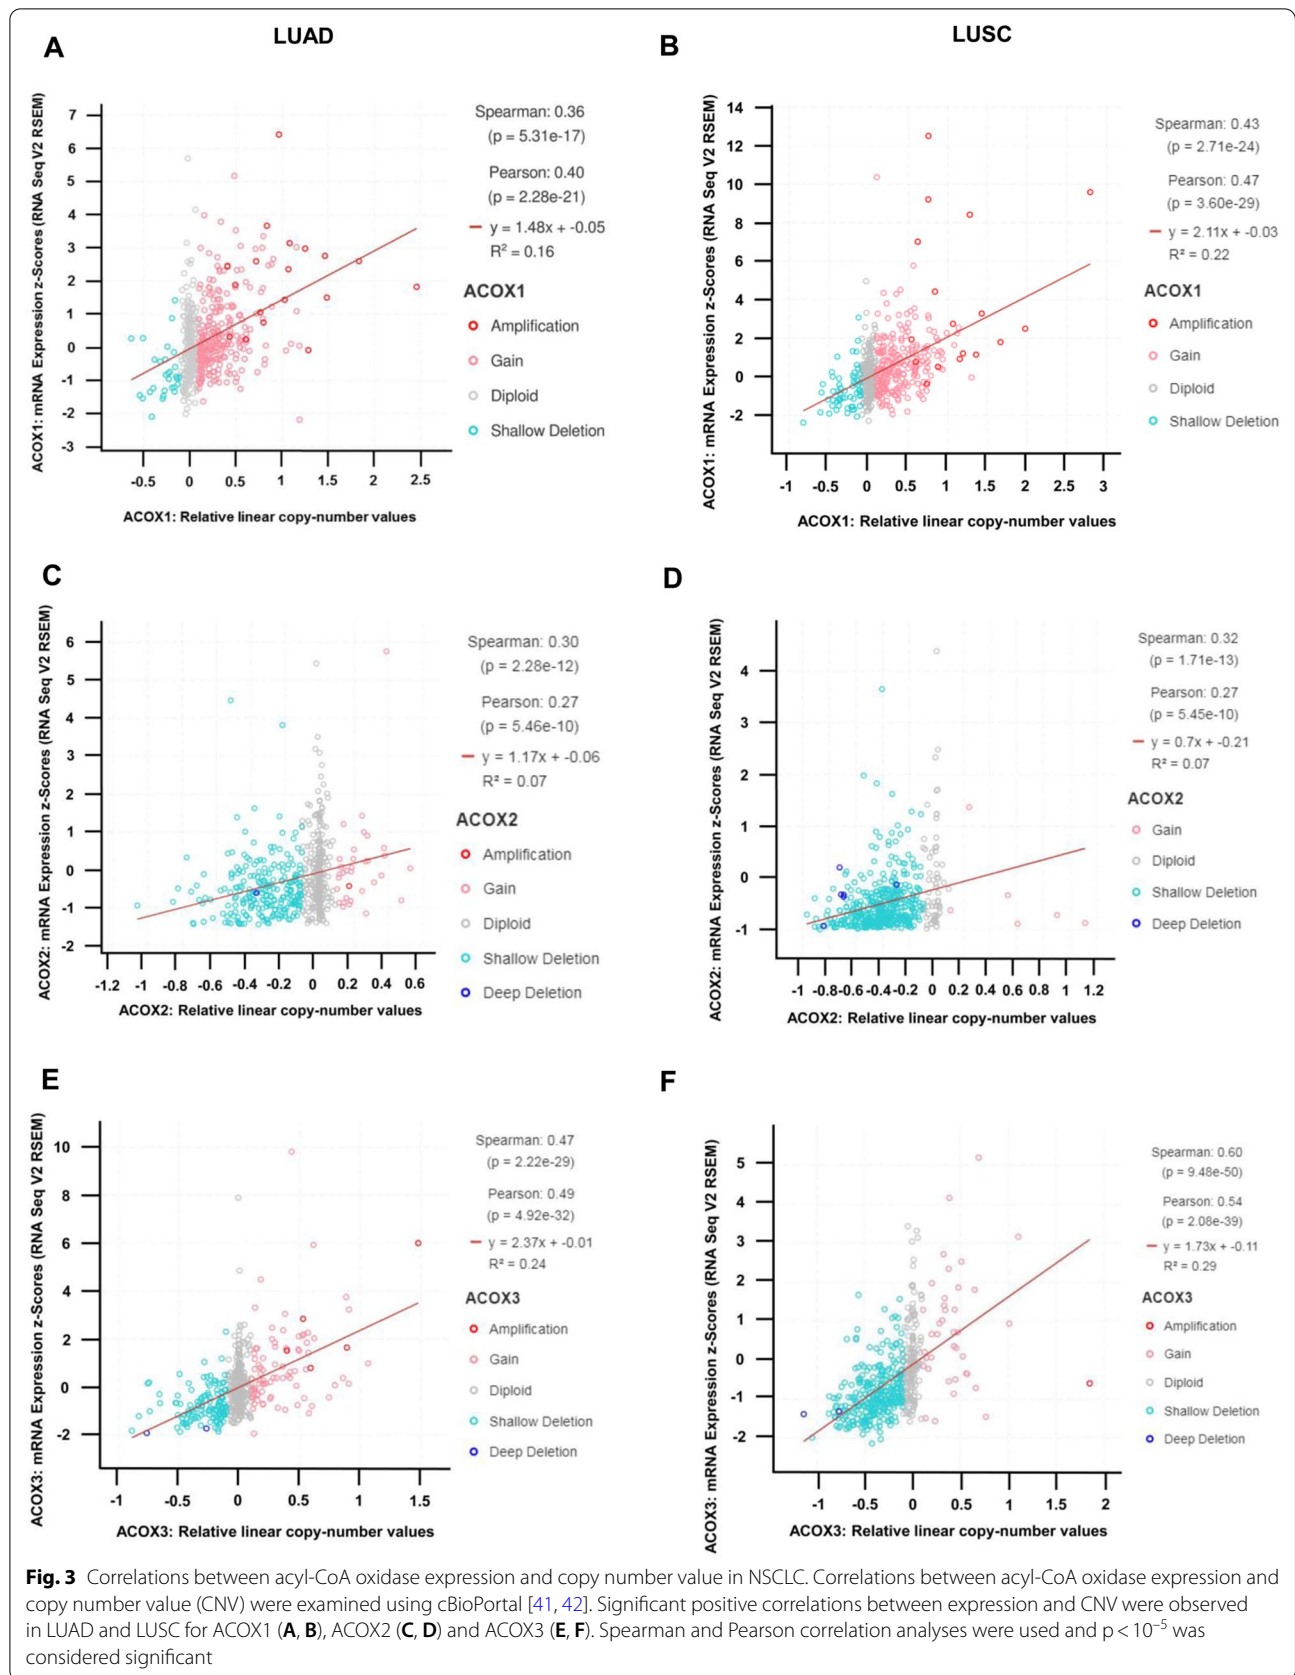 LUAD
LUSC
A
ACOX1: mRNA Expression z-Scores (RNA Seq V2 RSEM)
7
6
5
4
3
2
1
0
-1
-2
-3
-0.5 0 0.5 1 1.5 2 2.5
ACOX1: Relative linear copy-number values
Spearman: 0.36
(p = 5.31e-17)
Pearson: 0.40
(p = 2.28e-21)
y = 1.48x + -0.05
R² = 0.16
ACOX1
Amplification
Gain
Diploid
Shallow Deletion
B
ACOX1: mRNA Expression z-Scores (RNA Seq V2 RSEM)
14
12
10
8
6
4
2
0
-2
-1 -0.5 0 0.5 1 1.5 2 2.5 3
ACOX1: Relative linear copy-number values
Spearman: 0.43
(p = 2.71e-24)
Pearson: 0.47
(p = 3.60e-29)
y = 2.11x + -0.03
R² = 0.22
ACOX1
Amplification
Gain
Diploid
Shallow Deletion
C
ACOX2: mRNA Expression z-Scores (RNA Seq V2 RSEM)
6
5
4
3
2
1
0
-1
-2
-1.2 -1 -0.8 -0.6 -0.4 -0.2 0 0.2 0.4 0.6
ACOX2: Relative linear copy-number values
Spearman: 0.30
(p = 2.28e-12)
Pearson: 0.27
(p = 5.46e-10)
y = 1.17x + -0.06
R² = 0.07
ACOX2
Amplification
Gain
Diploid
Shallow Deletion
Deep Deletion
D
ACOX2: mRNA Expression z-Scores (RNA Seq V2 RSEM)
4
3
2
1
0
-1
-1 -0.8 -0.6 -0.4 -0.2 0 0.2 0.4 0.6 0.8 1 1.2
ACOX2: Relative linear copy-number values
Spearman: 0.32
(p = 1.71e-13)
Pearson: 0.27
(p = 5.45e-10)
y = 0.7x + -0.21
R² = 0.07
ACOX2
Gain
Diploid
Shallow Deletion
Deep Deletion
E
ACOX3: mRNA Expression z-Scores (RNA Seq V2 RSEM)
10
8
6
4
2
0
-2
-1 -0.5 0 0.5 1 1.5
ACOX3: Relative linear copy-number values
Spearman: 0.47
(p = 2.22e-29)
Pearson: 0.49
(p = 4.92e-32)
y = 2.37x + -0.01
R² = 0.24
ACOX3
Amplification
Gain
Diploid
Shallow Deletion
Deep Deletion
F
ACOX3: mRNA Expression z-Scores (RNA Seq V2 RSEM)
5
4
3
2
1
0
-1
-2
-1 -0.5 0 0.5 1 1.5 2
ACOX3: Relative linear copy-number values
Spearman: 0.60
(p = 9.48e-50)
Pearson: 0.54
(p = 2.08e-39)
y = 1.73x + -0.11
R² = 0.29
ACOX3
Amplification
Gain
Diploid
Shallow Deletion
Deep Deletion
Fig. 3 Correlations between acyl-CoA oxidase expression and copy number value in NSCLC. Correlations between acyl-CoA oxidase expression and
copy number value (CNV) were examined using cBioPortal [41, 42]. Significant positive correlations between expression and CNV were observed
in LUAD and LUSC for ACOX1 (A, B), ACOX2 (C, D) and ACOX3 (E, F). Spearman and Pearson correlation analyses were used and p < 10⁻⁵ was
considered significant